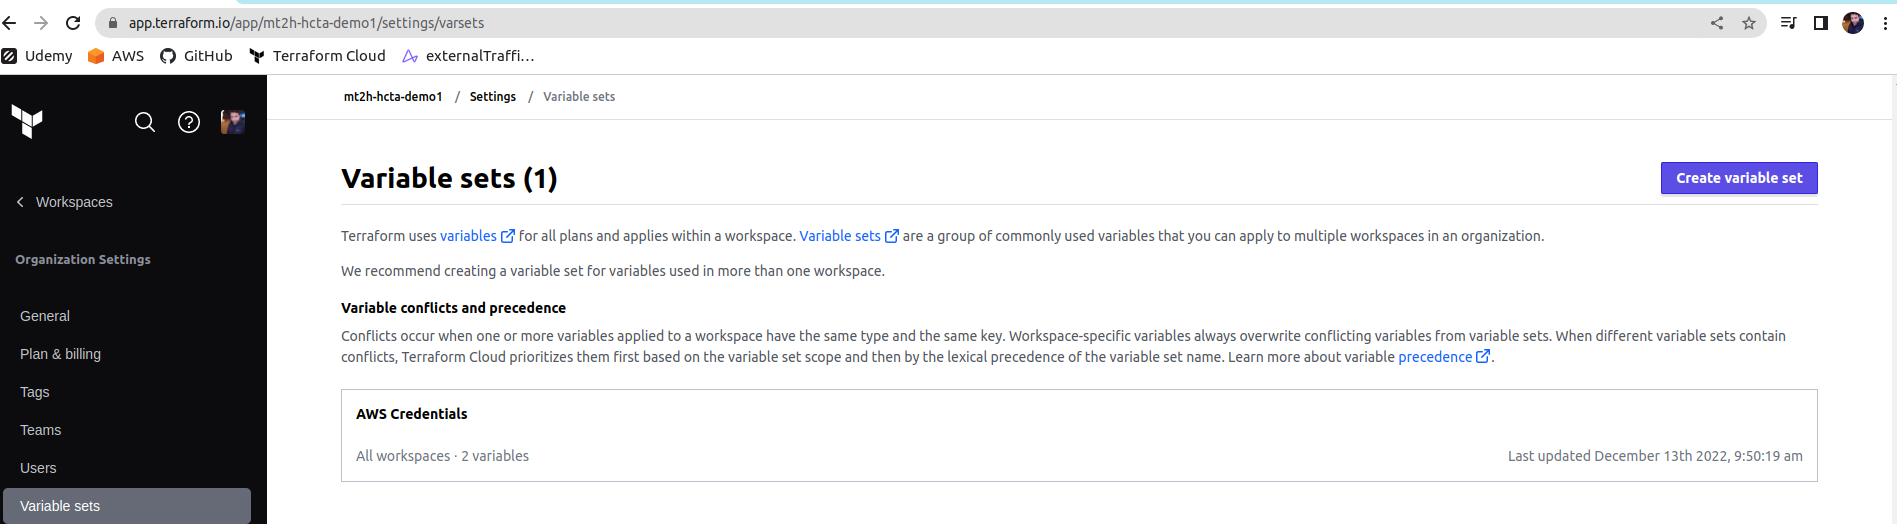 app.terraform.io/app/mt2h-hcta-demo1/settings/varsets
Udemy AWS GitHub Terraform Cloud externalTraffi...
mt2h-hcta-demo1 / Settings / Variable sets
Workspaces
Organization Settings
General
Plan & billing
Tags
Teams
Users
Variable sets
Variable sets (1)
Create variable set
Terraform uses variables for all plans and applies within a workspace. Variable sets are a group of commonly used variables that you can apply to multiple workspaces in an organization.
We recommend creating a variable set for variables used in more than one workspace.
Variable conflicts and precedence
Conflicts occur when one or more variables applied to a workspace have the same type and the same key. Workspace-specific variables always overwrite conflicting variables from variable sets. When different variable sets contain
conflicts, Terraform Cloud prioritizes them first based on the variable set scope and then by the lexical precedence of the variable set name. Learn more about variable precedence.
AWS Credentials
All workspaces · 2 variables
Last updated December 13th 2022, 9:50:19 am